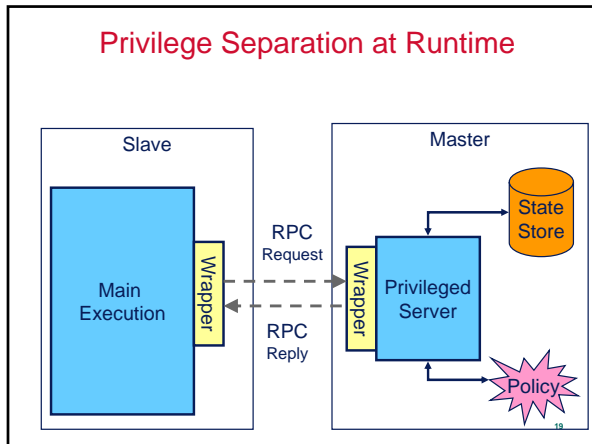 Privilege Separation at Runtime
Slave
Master
Main
Execution
Wrapper
RPC
Request
RPC
Reply
Wrapper
Privileged
Server
State
Store
Policy
19